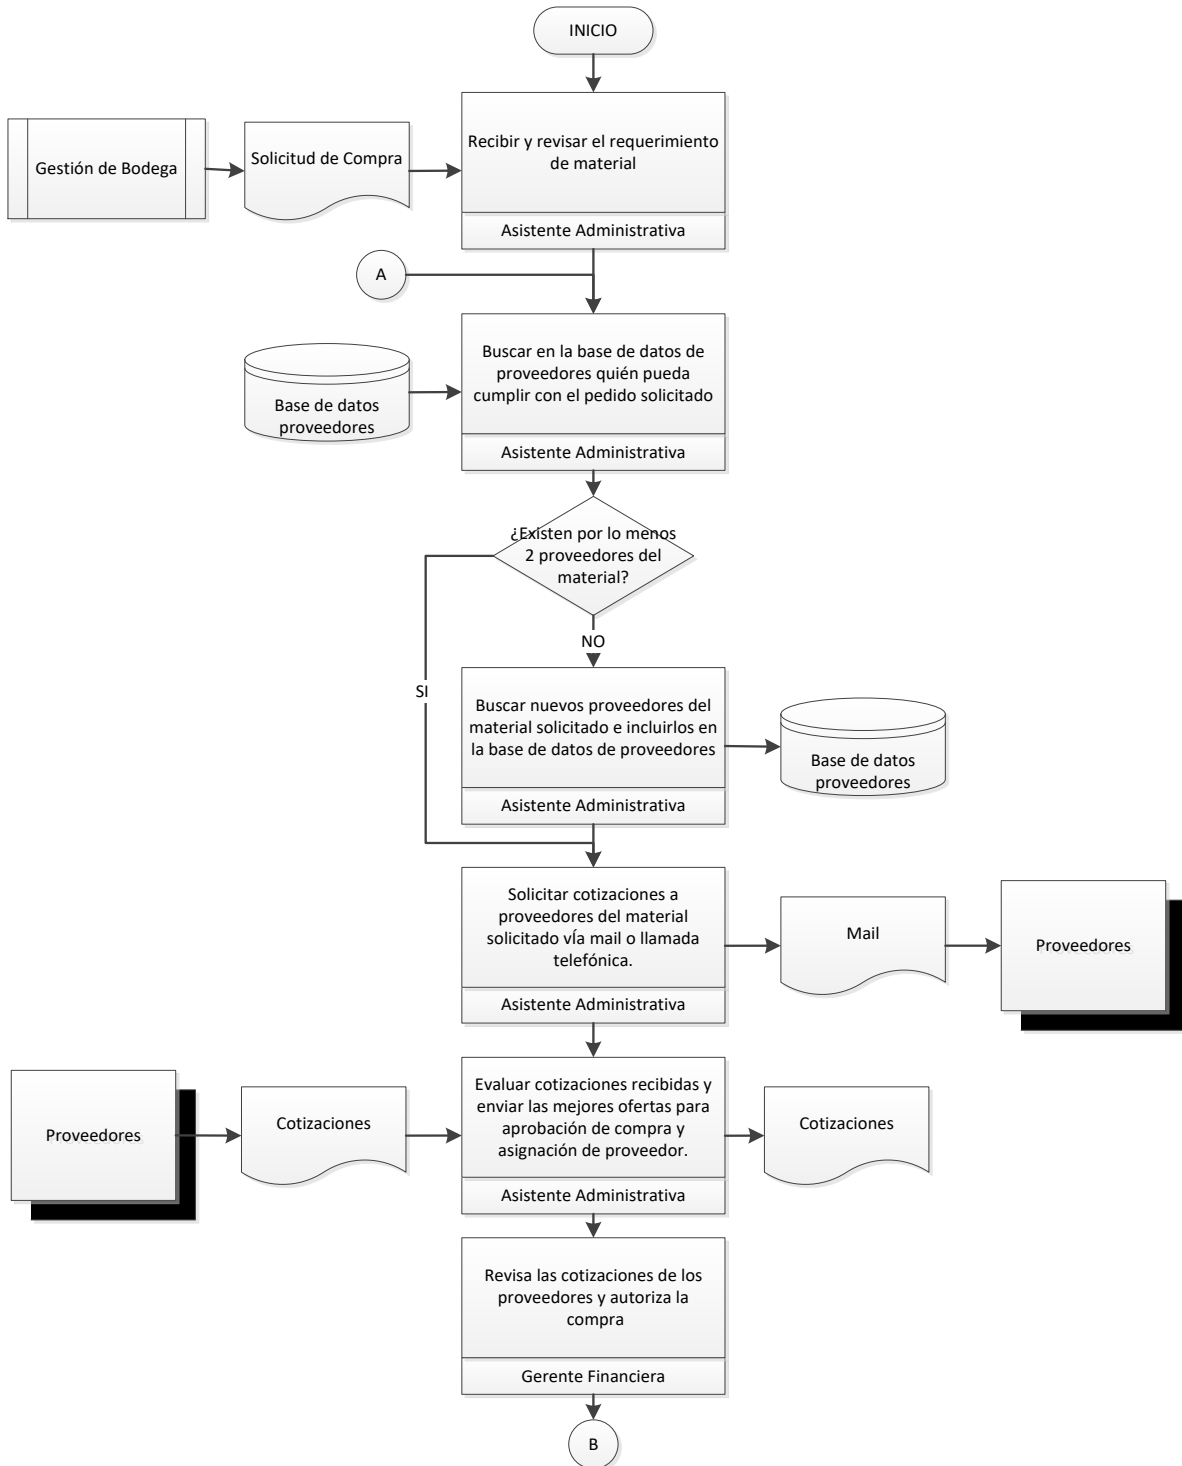 INICIO
Gestión de Bodega
Solicitud de Compra
Recibir y revisar el requerimiento
de material
Asistente Administrativa
A
Base de datos
proveedores
Buscar en la base de datos de
proveedores quién pueda
cumplir con el pedido solicitado
Asistente Administrativa
¿Existen por lo menos
2 proveedores del
material?
NO
SI
Buscar nuevos proveedores del
material solicitado e incluirlos en
la base de datos de proveedores
Asistente Administrativa
Base de datos
proveedores
Solicitar cotizaciones a
proveedores del material
solicitado vÍa mail o llamada
telefónica.
Asistente Administrativa
Mail
Proveedores
Proveedores
Cotizaciones
Evaluar cotizaciones recibidas y
enviar las mejores ofertas para
aprobación de compra y
asignación de proveedor.
Asistente Administrativa
Cotizaciones
Revisa las cotizaciones de los
proveedores y autoriza la
compra
Gerente Financiera
B